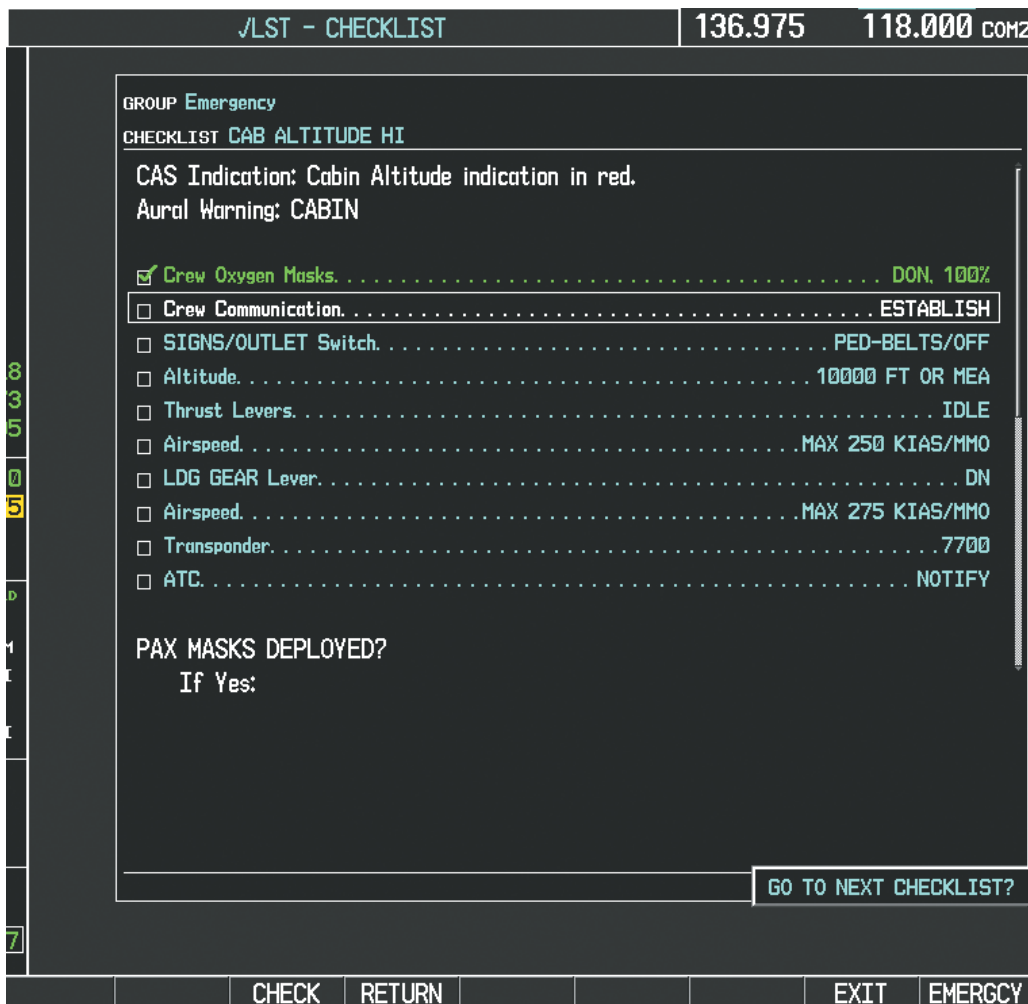 √LST - CHECKLIST
136.975 118.000 COM2
GROUP Emergency
CHECKLIST CAB ALTITUDE HI
CAS Indication: Cabin Altitude indication in red.
Aural Warning: CABIN
Crew Oxygen Masks. . . . . . . . . . . . . . . . . . . . . . . . . . . . . . . . . . . . . . . . . . DON, 100%
Crew Communication. . . . . . . . . . . . . . . . . . . . . . . . . . . . . . . . . . . . . . . . . ESTABLISH
SIGNS/OUTLET Switch. . . . . . . . . . . . . . . . . . . . . . . . . . . . . . . . . . . PED-BELTS/OFF
Altitude. . . . . . . . . . . . . . . . . . . . . . . . . . . . . . . . . . . . . . . . . . . . 10000 FT OR MEA
Thrust Levers. . . . . . . . . . . . . . . . . . . . . . . . . . . . . . . . . . . . . . . . . . . . . . . . . IDLE
Airspeed. . . . . . . . . . . . . . . . . . . . . . . . . . . . . . . . . . . . . . . . . . .MAX 250 KIAS/MMO
LDG GEAR Lever. . . . . . . . . . . . . . . . . . . . . . . . . . . . . . . . . . . . . . . . . . . . . . . . . DN
Airspeed. . . . . . . . . . . . . . . . . . . . . . . . . . . . . . . . . . . . . . . . . . .MAX 275 KIAS/MMO
Transponder. . . . . . . . . . . . . . . . . . . . . . . . . . . . . . . . . . . . . . . . . . . . . . . . . . .7700
ATC. . . . . . . . . . . . . . . . . . . . . . . . . . . . . . . . . . . . . . . . . . . . . . . . . . . . . . NOTIFY
PAX MASKS DEPLOYED?
If Yes:
GO TO NEXT CHECKLIST?
CHECK RETURN EXIT EMERGCY